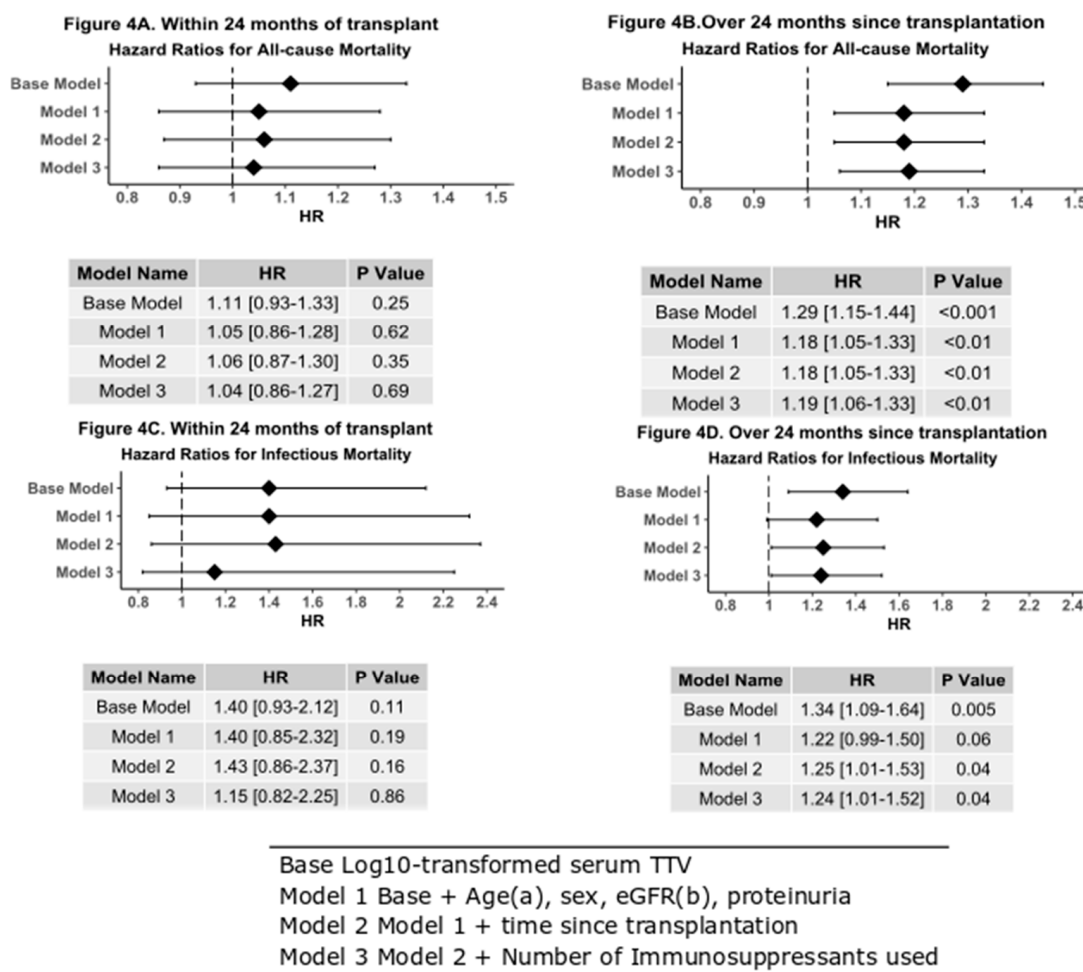 Figure 4A. Within 24 months of transplant
Hazard Ratios for All-cause Mortality
Base Model
Model 1
Model 2
Model 3
0.8 0.9 1 1.1 1.2 1.3 1.4 1.5
HR
Model Name HR P Value
Base Model 1.11 [0.93-1.33] 0.25
Model 1 1.05 [0.86-1.28] 0.62
Model 2 1.06 [0.87-1.30] 0.35
Model 3 1.04 [0.86-1.27] 0.69
Figure 4B.Over 24 months since transplantation
Hazard Ratios for All-cause Mortality
Base Model
Model 1
Model 2
Model 3
0.8 0.9 1 1.1 1.2 1.3 1.4 1.5
HR
Model Name HR P Value
Base Model 1.29 [1.15-1.44] <0.001
Model 1 1.18 [1.05-1.33] <0.01
Model 2 1.18 [1.05-1.33] <0.01
Model 3 1.19 [1.06-1.33] <0.01
Figure 4C. Within 24 months of transplant
Hazard Ratios for Infectious Mortality
Base Model
Model 1
Model 2
Model 3
0.8 1 1.2 1.4 1.6 1.8 2 2.2 2.4
HR
Model Name HR P Value
Base Model 1.40 [0.93-2.12] 0.11
Model 1 1.40 [0.85-2.32] 0.19
Model 2 1.43 [0.86-2.37] 0.16
Model 3 1.15 [0.82-2.25] 0.86
Figure 4D. Over 24 months since transplantation
Hazard Ratios for Infectious Mortality
Base Model
Model 1
Model 2
Model 3
0.8 1 1.2 1.4 1.6 1.8 2 2.2 2.4
HR
Model Name HR P Value
Base Model 1.34 [1.09-1.64] 0.005
Model 1 1.22 [0.99-1.50] 0.06
Model 2 1.25 [1.01-1.53] 0.04
Model 3 1.24 [1.01-1.52] 0.04
Base Log10-transformed serum TTV
Model 1 Base + Age(a), sex, eGFR(b), proteinuria
Model 2 Model 1 + time since transplantation
Model 3 Model 2 + Number of Immunosuppressants used